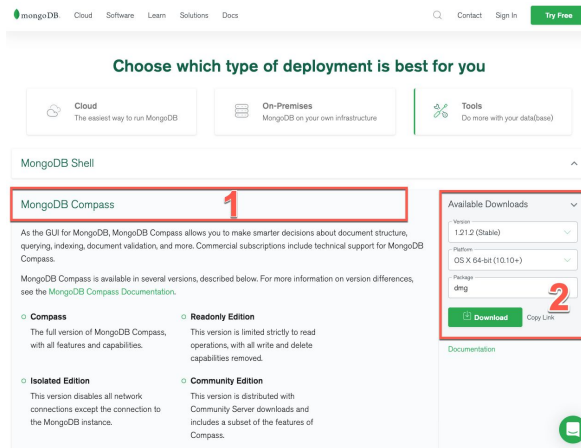 mongoDB. Cloud Software Learn Solutions Docs Contact Sign In Try Free
Choose which type of deployment is best for you
Cloud
The easiest way to run MongoDB
On-Premises
MongoDB on your own infrastructure
Tools
Do more with your data(base)
MongoDB Shell
MongoDB Compass
1
As the GUI for MongoDB, MongoDB Compass allows you to make smarter decisions about document structure,
querying, indexing, document validation, and more. Commercial subscriptions include technical support for MongoDB
Compass.
MongoDB Compass is available in several versions, described below. For more information on version differences,
see the MongoDB Compass Documentation.
Compass
The full version of MongoDB Compass,
with all features and capabilities.
Readonly Edition
This version is limited strictly to read
operations, with all write and delete
capabilities removed.
Isolated Edition
This version disables all network
connections except the connection to
the MongoDB instance.
Community Edition
This version is distributed with
Community Server downloads and
includes a subset of the features of
Compass.
Available Downloads
Version
1.21.2 (Stable)
Platform
OS X 64-bit (10.10+)
Package
dmg
2
Download Copy Link
Documentation